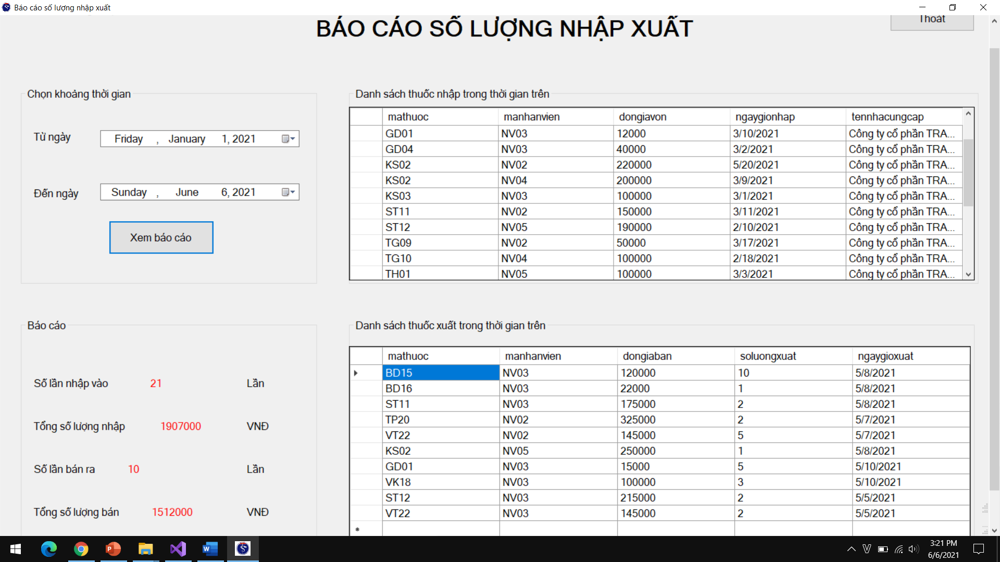 Báo cáo số lượng nhập xuất
BÁO CÁO SỐ LƯỢNG NHẬP XUẤT
Thoát
Chọn khoảng thời gian
Từ ngày
Friday , January 1, 2021
Đến ngày
Sunday , June 6, 2021
Xem báo cáo
Danh sách thuốc nhập trong thời gian trên
mathuoc manhanvien dongiavon ngaygionhap tennhacungcap
GD01 NV03 12000 3/10/2021 Công ty cổ phần TRA...
GD04 NV03 40000 3/2/2021 Công ty cổ phần TRA...
KS02 NV02 220000 5/20/2021 Công ty cổ phần TRA...
KS02 NV04 200000 3/9/2021 Công ty cổ phần TRA...
KS03 NV03 100000 3/1/2021 Công ty cổ phần TRA...
ST11 NV02 150000 3/11/2021 Công ty cổ phần TRA...
ST12 NV05 190000 2/10/2021 Công ty cổ phần TRA...
TG09 NV02 50000 3/17/2021 Công ty cổ phần TRA...
TG10 NV04 100000 2/18/2021 Công ty cổ phần TRA...
TH01 NV05 100000 3/3/2021 Công ty cổ phần TRA...
Báo cáo
Số lần nhập vào 21 Lần
Tổng số lượng nhập 1907000 VNĐ
Số lần bán ra 10 Lần
Tổng số lượng bán 1512000 VNĐ
Danh sách thuốc xuất trong thời gian trên
mathuoc manhanvien dongiaban soluongxuat ngaygioxuat
BD15 NV03 120000 10 5/8/2021
BD16 NV03 22000 1 5/8/2021
ST11 NV03 175000 2 5/8/2021
TP20 NV02 325000 2 5/7/2021
VT22 NV02 145000 5 5/7/2021
KS02 NV05 250000 1 5/8/2021
GD01 NV03 15000 5 5/10/2021
VK18 NV03 100000 3 5/10/2021
ST12 NV03 215000 2 5/5/2021
VT22 NV03 145000 2 5/5/2021
3:21 PM
6/6/2021